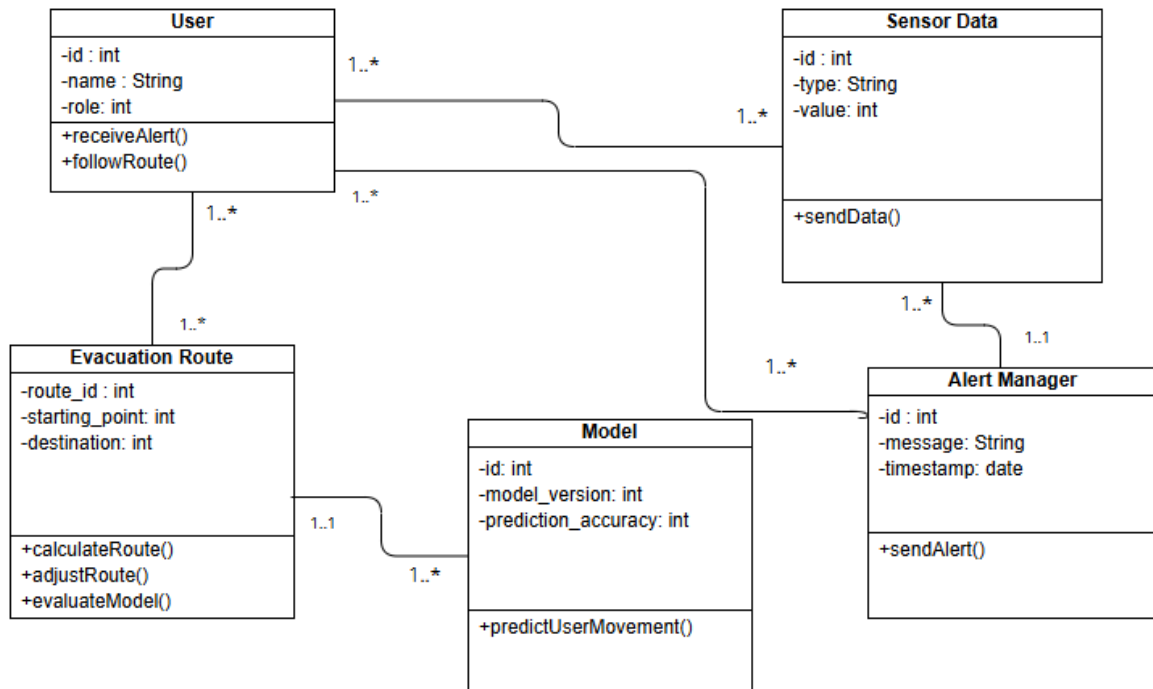 User
-id : int
-name : String
-role: int
+receiveAlert()
+followRoute()
1..*
1..*
1..*
1..*
Sensor Data
-id : int
-type: String
-value: int
+sendData()
1..*
1..1
1..*
1..*
Evacuation Route
-route_id : int
-starting_point: int
-destination: int
+calculateRoute()
+adjustRoute()
+evaluateModel()
1..1
1..*
Model
-id: int
-model_version: int
-prediction_accuracy: int
+predictUserMovement()
Alert Manager
-id : int
-message: String
-timestamp: date
+sendAlert()